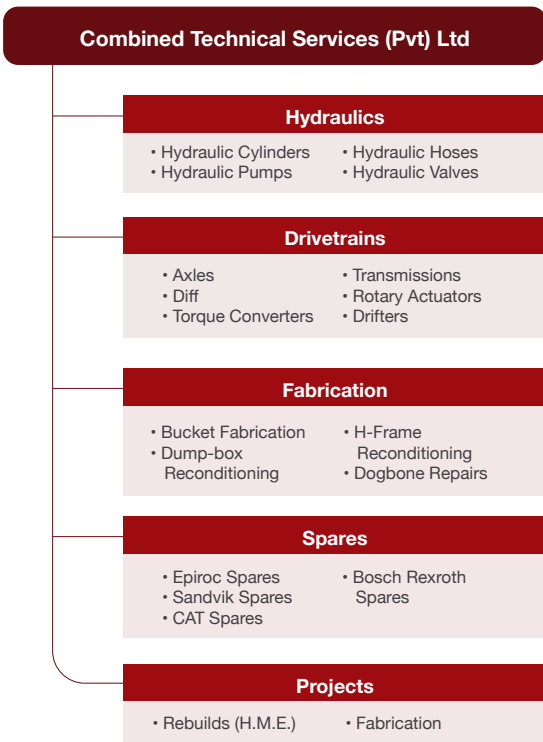 Combined Technical Services (Pvt) Ltd
Hydraulics
• Hydraulic Cylinders
• Hydraulic Pumps
• Hydraulic Hoses
• Hydraulic Valves
Drivetrains
• Axles
• Diff
• Torque Converters
• Transmissions
• Rotary Actuators
• Drifters
Fabrication
• Bucket Fabrication
• Dump-box
Reconditioning
• H-Frame
Reconditioning
• Dogbone Repairs
Spares
• Epiroc Spares
• Sandvik Spares
• CAT Spares
• Bosch Rexroth
Spares
Projects
• Rebuilds (H.M.E.)
• Fabrication